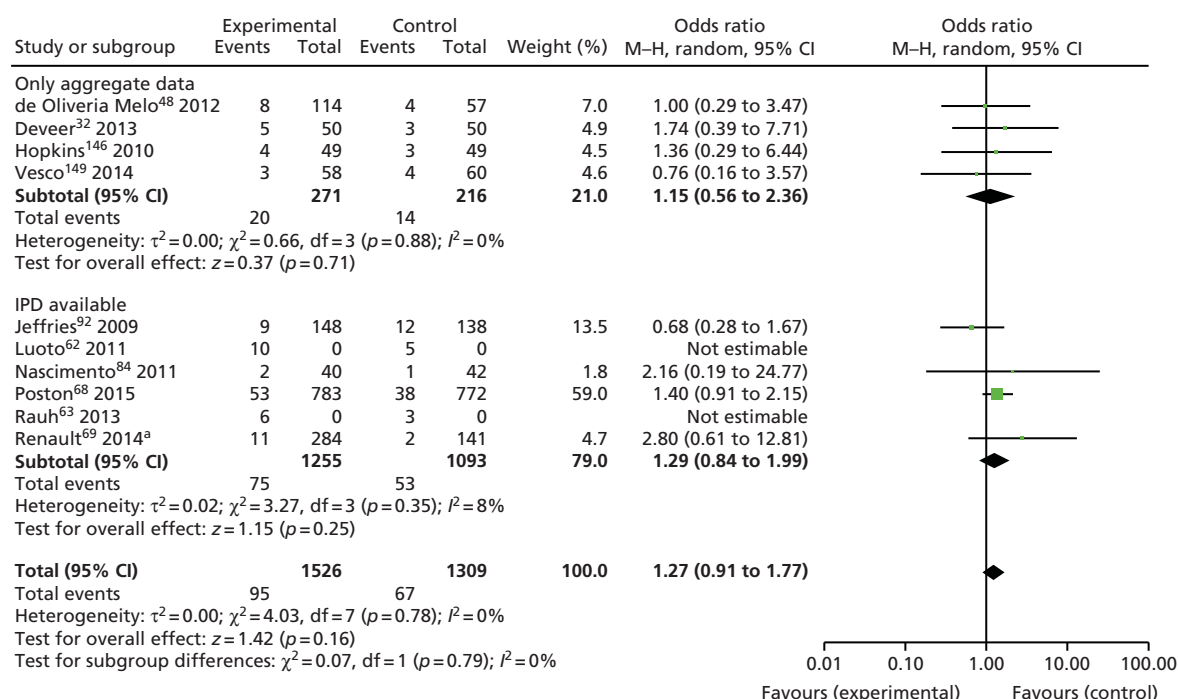 Experimental Control Odds ratio Odds ratio
Study or subgroup Events Total Events Total Weight (%) M–H, random, 95% CI M–H, random, 95% CI
Only aggregate data
de Oliveria Melo48 2012 8 114 4 57 7.0 1.00 (0.29 to 3.47)
Deveer32 2013 5 50 3 50 4.9 1.74 (0.39 to 7.71)
Hopkins146 2010 4 49 3 49 4.5 1.36 (0.29 to 6.44)
Vesco149 2014 3 58 4 60 4.6 0.76 (0.16 to 3.57)
Subtotal (95% CI) 271 216 21.0 1.15 (0.56 to 2.36)
Total events 20 14
Heterogeneity: τ2=0.00; χ2=0.66, df=3 (p=0.88); I2=0%
Test for overall effect: z=0.37 (p=0.71)
IPD available
Jeffries92 2009 9 148 12 138 13.5 0.68 (0.28 to 1.67)
Luoto62 2011 10 0 5 0 Not estimable
Nascimento84 2011 2 40 1 42 1.8 2.16 (0.19 to 24.77)
Poston68 2015 53 783 38 772 59.0 1.40 (0.91 to 2.15)
Rauh63 2013 6 0 3 0 Not estimable
Renault69 2014a 11 284 2 141 4.7 2.80 (0.61 to 12.81)
Subtotal (95% CI) 1255 1093 79.0 1.29 (0.84 to 1.99)
Total events 75 53
Heterogeneity: τ2=0.02; χ2=3.27, df=3 (p=0.35); I2=8%
Test for overall effect: z=1.15 (p=0.25)
Total (95% CI) 1526 1309 100.0 1.27 (0.91 to 1.77)
Total events 95 67
Heterogeneity: τ2=0.00; χ2=4.03, df=7 (p=0.78); I2=0%
Test for overall effect: z=1.42 (p=0.16)
Test for subgroup differences: χ2=0.07, df=1 (p=0.79); I2=0%
0.01 0.10 1.00 10.00 100.00
Favours (experimental) Favours (control)